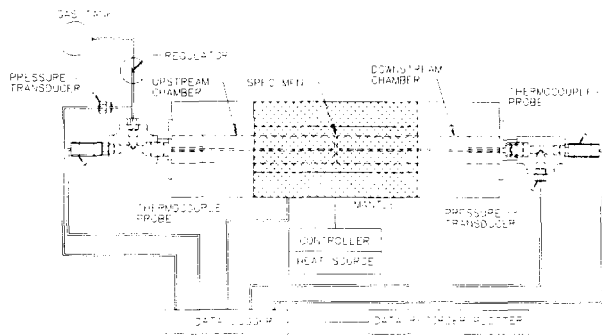 GAS TANK
REGULATOR
PRESSURE
TRANSDUCER
UPSTREAM
CHAMBER
SPECIMEN
DOWNSTREAM
CHAMBER
THERMOCOUPLE
PROBE
THERMOCOUPLE
PROBE
MANTLE
PRESSURE
TRANSDUCER
CONTROLLER
HEAT SOURCE
DATA LOGGER
DATA RECORDER/PLOTTER